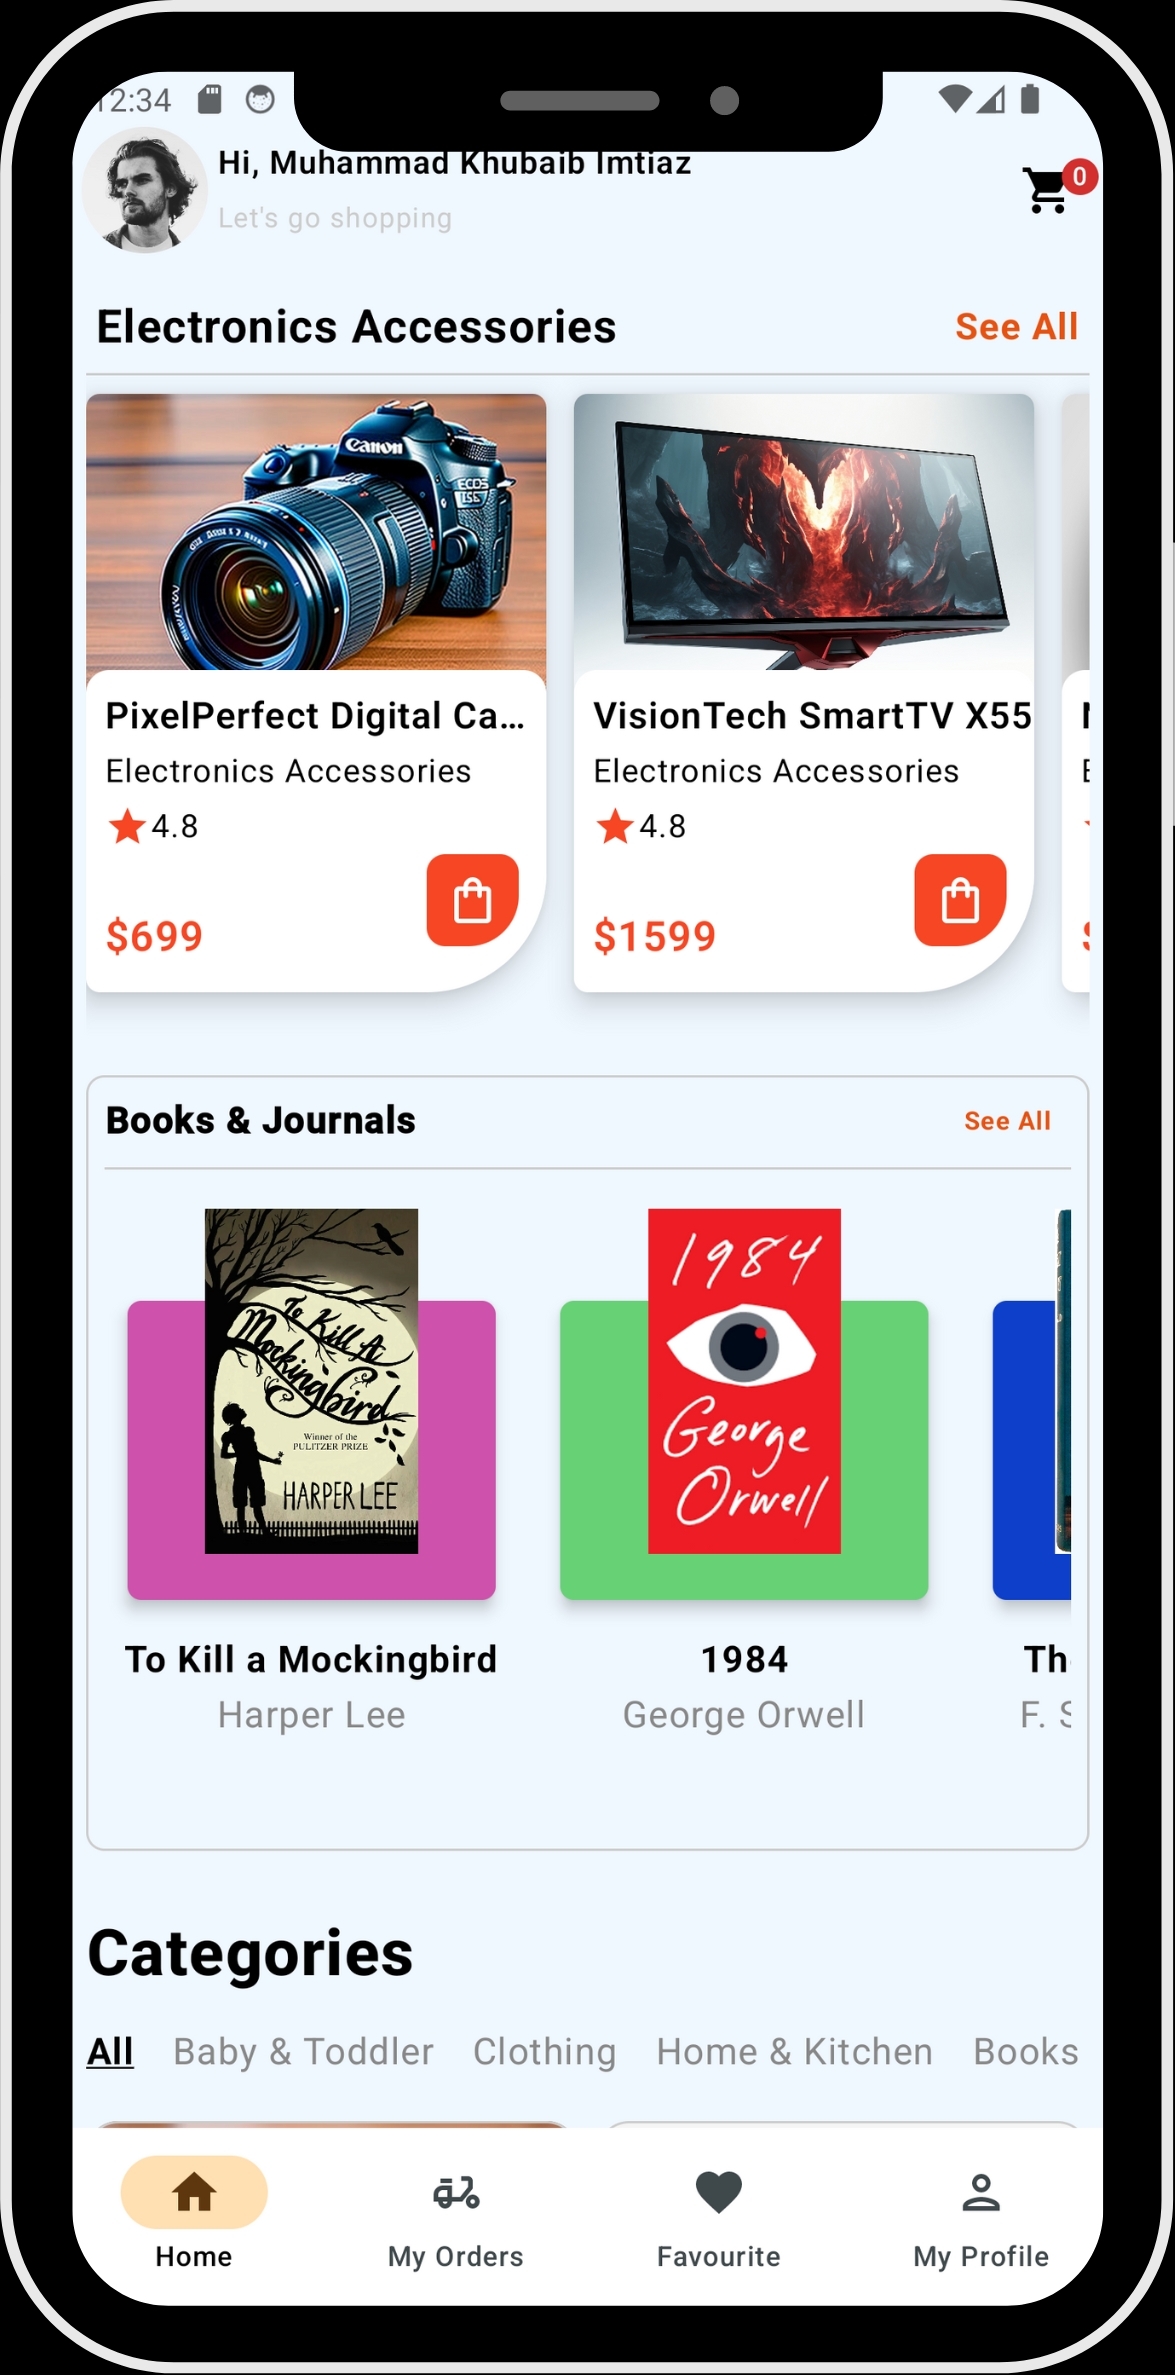 12:34
Hi, Muhammad Khubaib Imtiaz
0
Let's go shopping
Electronics Accessories
See All
Canon
PixelPerfect Digital Ca...
Electronics Accessories
4.8
$699
VisionTech SmartTV X55
Electronics Accessories
4.8
$1599
Books & Journals
See All
To Kill A
Mockingbird
Winner of the
PULITZER PRIZE
HARPER LEE
1984
George
Orwell
To Kill a Mockingbird
Harper Lee
1984
George Orwell
Th
F. S
Categories
All Baby & Toddler Clothing Home & Kitchen Books
Home
My Orders
Favourite
My Profile